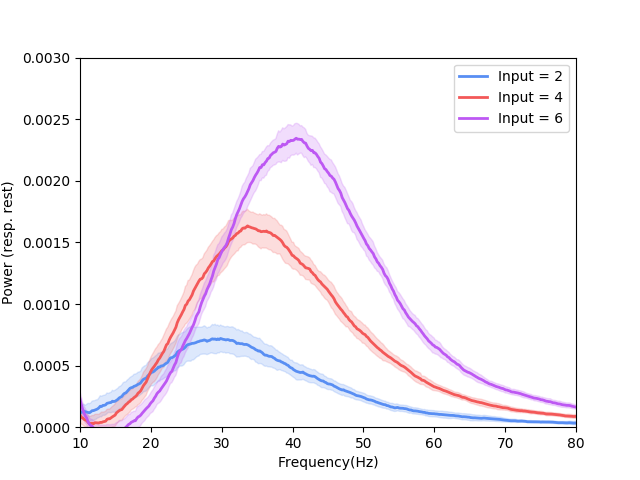 0.0030
0.0025
0.0020
0.0015
0.0010
0.0005
0.0000
Power (resp. rest)
10 20 30 40 50 60 70 80
Frequency(Hz)
Input = 2
Input = 4
Input = 6